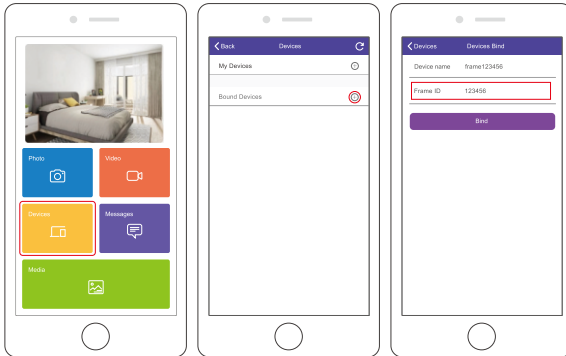 Photo
Video
Devices
Messages
Media
Back
Devices
My Devices
Bound Devices
Devices
Devices Bind
Device name frame123456
Frame ID 123456
Bind